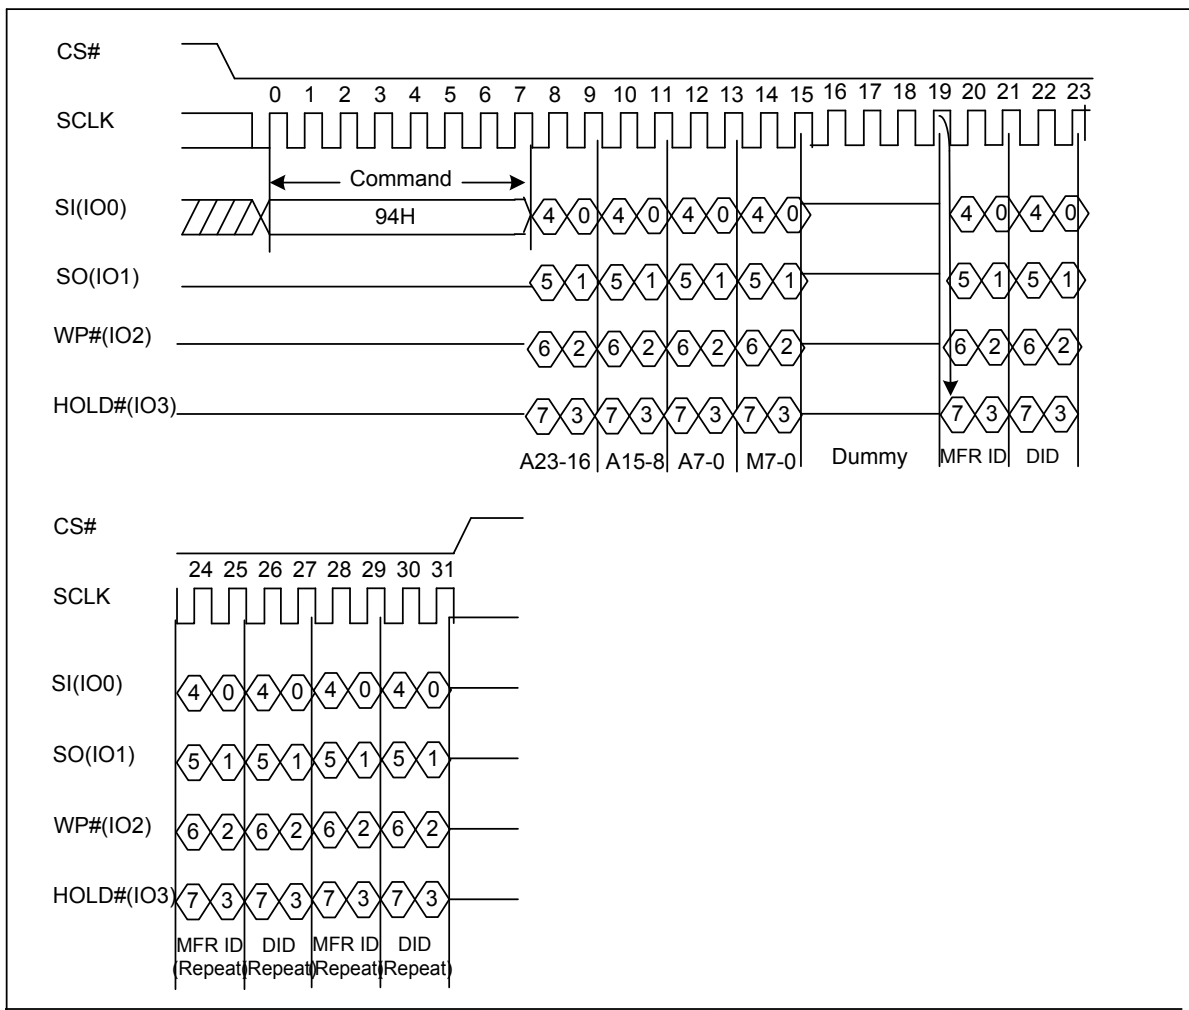 CS#
0 1 2 3 4 5 6 7 8 9 10 11 12 13 14 15 16 17 18 19 20 21 22 23
SCLK
Command
SI(IO0)
94H
4 0 4 0 4 0 4 0 4 0 4 0
SO(IO1)
5 1 5 1 5 1 5 1 5 1 5 1
WP#(IO2)
6 2 6 2 6 2 6 2 6 2 6 2
HOLD#(IO3)
7 3 7 3 7 3 7 3 7 3 7 3
A23-16 A15-8 A7-0 M7-0 Dummy MFR ID DID
CS#
24 25 26 27 28 29 30 31
SCLK
SI(IO0)
4 0 4 0 4 0 4 0
SO(IO1)
5 1 5 1 5 1 5 1
WP#(IO2)
6 2 6 2 6 2 6 2
HOLD#(IO3)
7 3 7 3 7 3 7 3
MFR ID DID MFR ID DID
(Repeat) (Repeat) (Repeat) (Repeat)